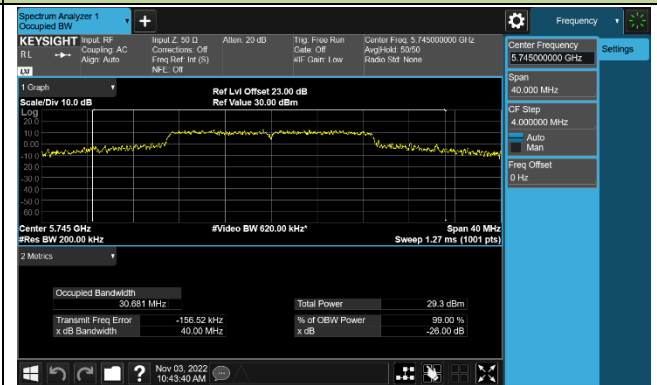 Spectrum Analyzer 1
Occupied BW
Frequency
KEYSIGHT
RL
LXI
Input: RF
Coupling: AC
Align: Auto
Input Z: 50 Ω
Corrections: Off
Freq Ref: Int (S)
NFE: Off
Atten: 20 dB
Trig: Free Run
Gate: Off
#IF Gain: Low
Center Freq: 5.745000000 GHz
Avg|Hold: 50/50
Radio Std: None
Center Frequency
5.745000000 GHz
Settings
Span
40.000 MHz
CF Step
4.000000 MHz
Auto
Man
Freq Offset
0 Hz
1 Graph
Scale/Div 10.0 dB
Ref Lvl Offset 23.00 dB
Ref Value 30.00 dBm
Log
20.0
10.0
0.00
-10.0
-20.0
-30.0
-40.0
-50.0
-60.0
Center 5.745 GHz
#Res BW 200.00 kHz
#Video BW 620.00 kHz*
Span 40 MHz
Sweep 1.27 ms (1001 pts)
2 Metrics
Occupied Bandwidth
30.681 MHz
Total Power 29.3 dBm
Transmit Freq Error -156.52 kHz
% of OBW Power 99.00 %
x dB Bandwidth 40.00 MHz
x dB -26.00 dB
Nov 03, 2022
10:43:40 AM